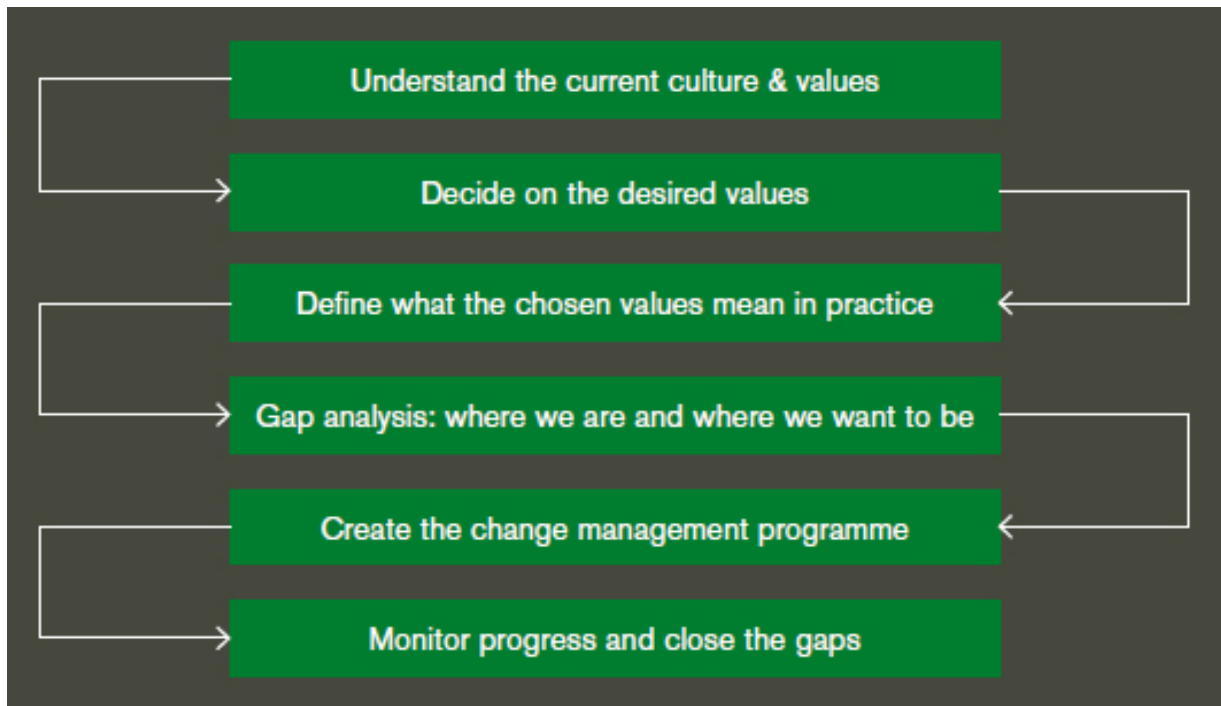 Understand the current culture & values
Decide on the desired values
Define what the chosen values mean in practice
Gap analysis: where we are and where we want to be
Create the change management programme
Monitor progress and close the gaps